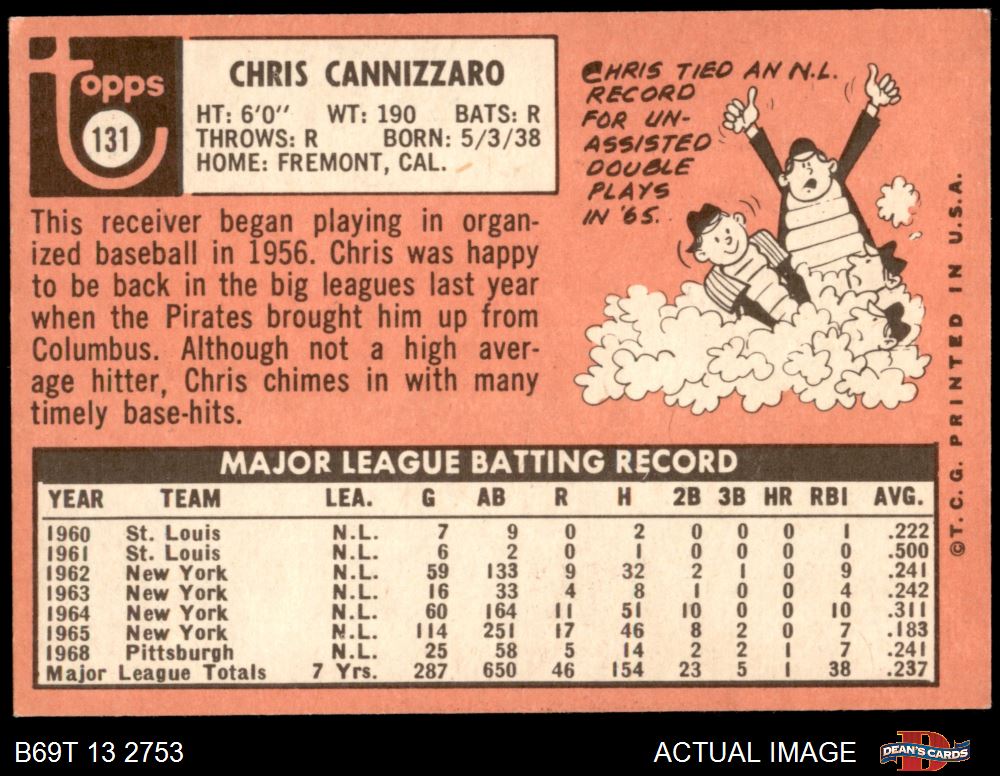 topps
131
CHRIS CANNIZZARO
HT: 6'0" WT: 190 BATS: R
THROWS: R BORN: 5/3/38
HOME: FREMONT, CAL.
This receiver began playing in organ-
ized baseball in 1956. Chris was happy
to be back in the big leagues last year
when the Pirates brought him up from
Columbus. Although not a high aver-
age hitter, Chris chimes in with many
timely base-hits.
CHRIS TIED AN N.L.
RECORD
FOR UN-
ASSISTED
DOUBLE
PLAYS
IN '65.
©T.C.G. PRINTED IN U.S.A.
MAJOR LEAGUE BATTING RECORD
YEAR TEAM LEA. G AB R H 2B 3B HR RBI AVG.
1960 St. Louis N.L. 7 9 0 2 0 0 0 1 .222
1961 St. Louis N.L. 6 2 0 1 0 0 0 0 .500
1962 New York N.L. 59 133 9 32 2 1 0 9 .241
1963 New York N.L. 16 33 4 8 1 0 0 4 .242
1964 New York N.L. 60 164 11 51 10 0 0 10 .311
1965 New York N.L. 114 251 17 46 8 2 0 7 .183
1968 Pittsburgh N.L. 25 58 5 14 2 2 1 7 .241
Major League Totals 7 Yrs. 287 650 46 154 23 5 1 38 .237
B69T 13 2753
ACTUAL IMAGE
DEAN'S CARDS